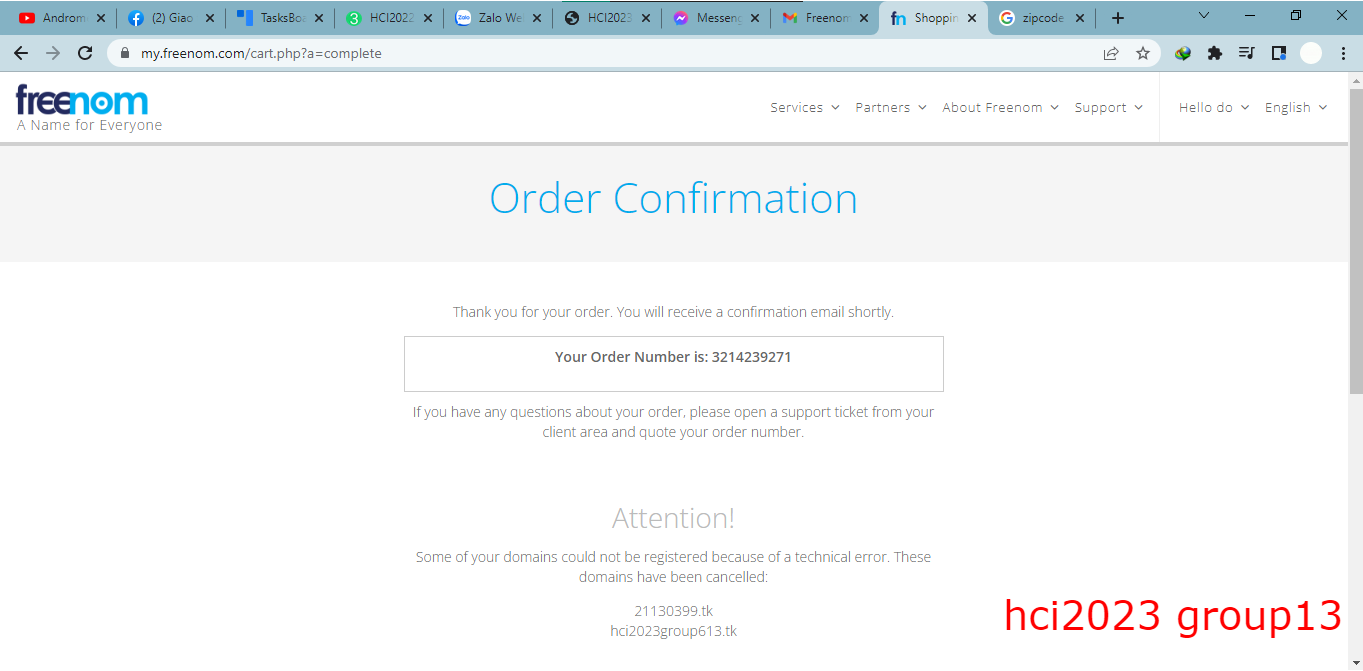 Androm
(2) Giao
TasksBoa
HCI2022
Zalo We
HCI2023
Messeng
Freenom
Shoppin
zipcode
my.freenom.com/cart.php?a=complete
freenom
A Name for Everyone
Services
Partners
About Freenom
Support
Hello do
English
Order Confirmation
Thank you for your order. You will receive a confirmation email shortly.
Your Order Number is: 3214239271
If you have any questions about your order, please open a support ticket from your
client area and quote your order number.
Attention!
Some of your domains could not be registered because of a technical error. These
domains have been cancelled:
21130399.tk
hci2023group613.tk
hci2023 group13